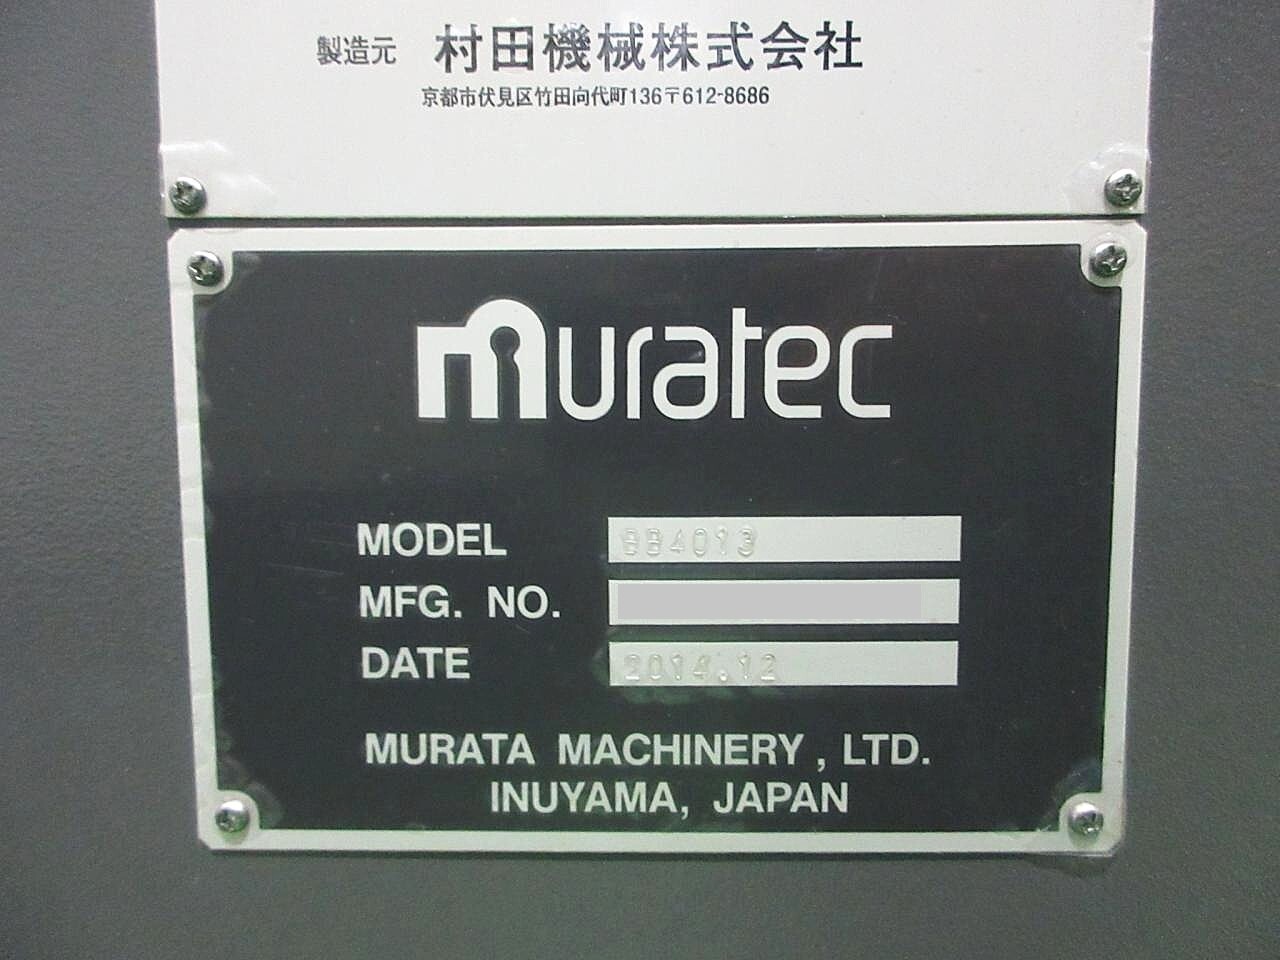 製造元 村田機械株式会社
京都市伏見区竹田向代町136〒612-8686
muratec
MODEL BB4013
MFG. NO.
DATE 2014.12
MURATA MACHINERY, LTD.
INUYAMA, JAPAN